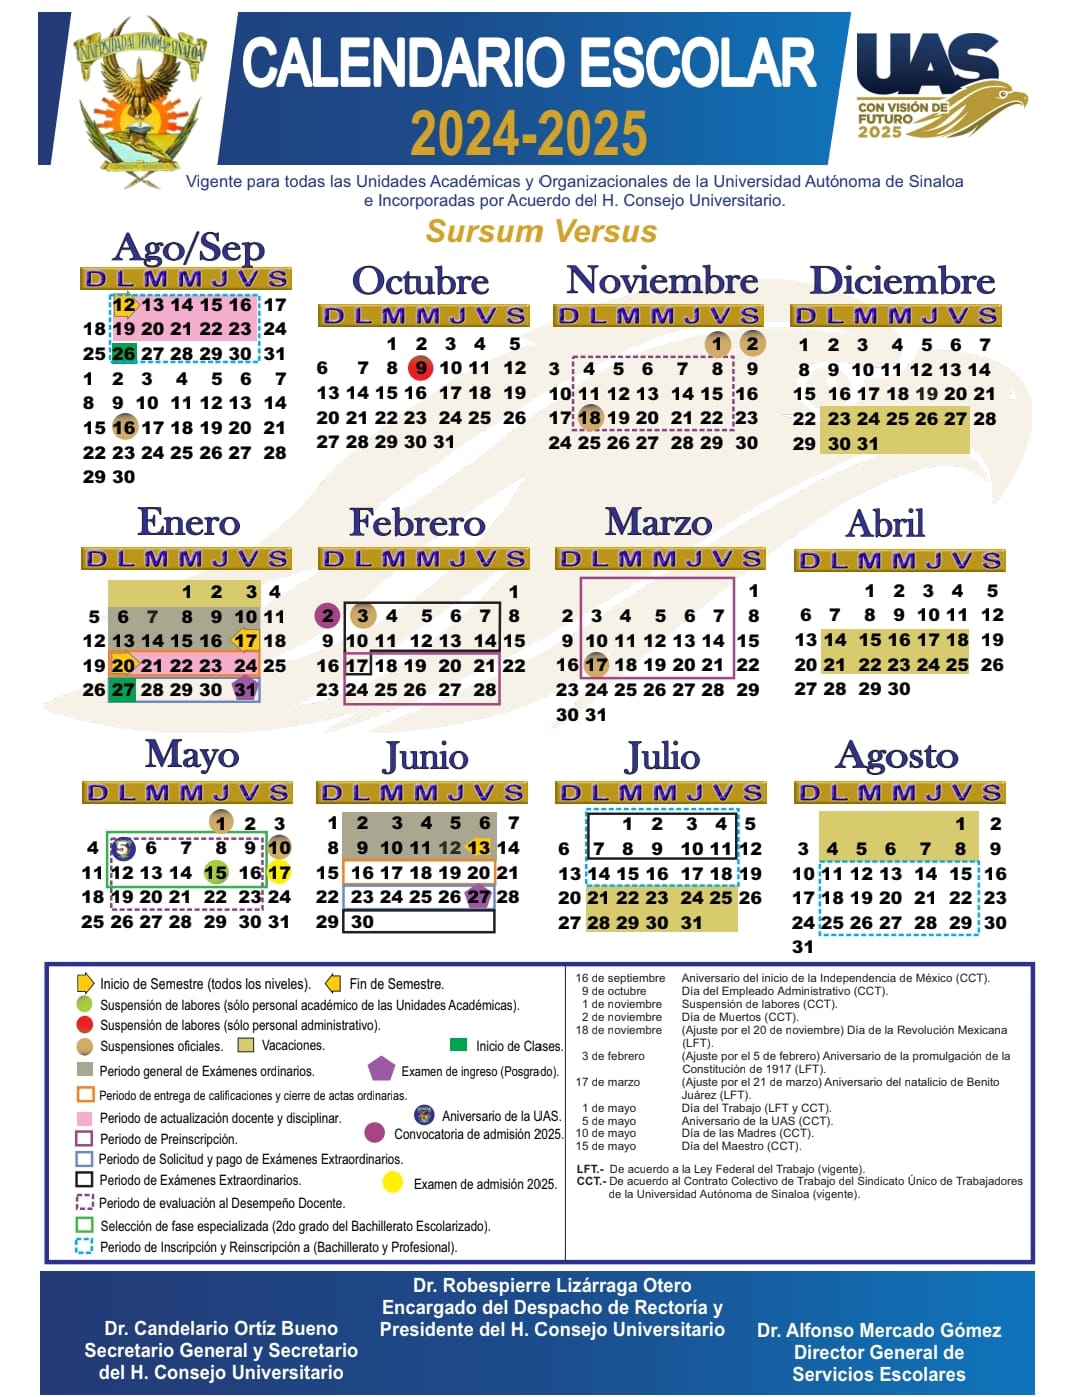 CALENDARIO ESCOLAR
2024-2025
UNIVERSIDAD AUTONOMA DE SINALOA
UAS
CON VISIÓN DE
FUTURO
2025
Vigente para todas las Unidades Académicas y Organizacionales de la Universidad Autónoma de Sinaloa
e Incorporadas por Acuerdo del H. Consejo Universitario.
Sursum Versus
Ago/Sep
D L M M J V S
12 13 14 15 16 17
18 19 20 21 22 23 24
25 26 27 28 29 30 31
1 2 3 4 5 6 7
8 9 10 11 12 13 14
15 16 17 18 19 20 21
22 23 24 25 26 27 28
29 30
Octubre
D L M M J V S
1 2 3 4 5
6 7 8 9 10 11 12
13 14 15 16 17 18 19
20 21 22 23 24 25 26
27 28 29 30 31
Noviembre
D L M M J V S
1 2
3 4 5 6 7 8 9
10 11 12 13 14 15 16
17 18 19 20 21 22 23
24 25 26 27 28 29 30
Diciembre
D L M M J V S
1 2 3 4 5 6 7
8 9 10 11 12 13 14
15 16 17 18 19 20 21
22 23 24 25 26 27 28
29 30 31
Enero
D L M M J V S
1 2 3 4
5 6 7 8 9 10 11
12 13 14 15 16 17 18
19 20 21 22 23 24 25
26 27 28 29 30 31
Febrero
D L M M J V S
1
2 3 4 5 6 7 8
9 10 11 12 13 14 15
16 17 18 19 20 21 22
23 24 25 26 27 28
Marzo
D L M M J V S
1
2 3 4 5 6 7 8
9 10 11 12 13 14 15
16 17 18 19 20 21 22
23 24 25 26 27 28 29
30 31
Abril
D L M M J V S
1 2 3 4 5
6 7 8 9 10 11 12
13 14 15 16 17 18 19
20 21 22 23 24 25 26
27 28 29 30
Mayo
D L M M J V S
1 2 3
4 5 6 7 8 9 10
11 12 13 14 15 16 17
18 19 20 21 22 23 24
25 26 27 28 29 30 31
Junio
D L M M J V S
1 2 3 4 5 6 7
8 9 10 11 12 13 14
15 16 17 18 19 20 21
22 23 24 25 26 27 28
29 30
Julio
D L M M J V S
1 2 3 4 5
6 7 8 9 10 11 12
13 14 15 16 17 18 19
20 21 22 23 24 25 26
27 28 29 30 31
Agosto
D L M M J V S
1 2
3 4 5 6 7 8 9
10 11 12 13 14 15 16
17 18 19 20 21 22 23
24 25 26 27 28 29 30
31
Inicio de Semestre (todos los niveles). Fin de Semestre.
Suspensión de labores (sólo personal académico de las Unidades Académicas).
Suspensión de labores (sólo personal administrativo).
Suspensiones oficiales. Vacaciones. Inicio de Clases.
Periodo general de Exámenes ordinarios. Examen de ingreso (Posgrado).
Periodo de entrega de calificaciones y cierre de actas ordinarias.
Periodo de actualización docente y disciplinar. Aniversario de la UAS.
Periodo de Preinscripción. Convocatoria de admisión 2025.
Periodo de Solicitud y pago de Exámenes Extraordinarios.
Periodo de Exámenes Extraordinarios. Examen de admisión 2025.
Periodo de evaluación al Desempeño Docente.
Selección de fase especializada (2do grado del Bachillerato Escolarizado).
Periodo de Inscripción y Reinscripción a (Bachillerato y Profesional).
16 de septiembre Aniversario del inicio de la Independencia de México (CCT).
9 de octubre Día del Empleado Administrativo (CCT).
1 de noviembre Suspensión de labores (CCT).
2 de noviembre Día de Muertos (CCT).
18 de noviembre (Ajuste por el 20 de noviembre) Día de la Revolución Mexicana
(LFT).
3 de febrero (Ajuste por el 5 de febrero) Aniversario de la promulgación de la
Constitución de 1917 (LFT).
17 de marzo (Ajuste por el 21 de marzo) Aniversario del natalicio de Benito
Juárez (LFT).
1 de mayo Día del Trabajo (LFT y CCT).
5 de mayo Aniversario de la UAS (CCT).
10 de mayo Día de las Madres (CCT).
15 de mayo Día del Maestro (CCT).
LFT.- De acuerdo a la Ley Federal del Trabajo (vigente).
CCT.- De acuerdo al Contrato Colectivo de Trabajo del Sindicato Único de Trabajadores
de la Universidad Autónoma de Sinaloa (vigente).
Dr. Candelario Ortíz Bueno
Secretario General y Secretario
del H. Consejo Universitario
Dr. Robespierre Lizárraga Otero
Encargado del Despacho de Rectoría y
Presidente del H. Consejo Universitario
Dr. Alfonso Mercado Gómez
Director General de
Servicios Escolares